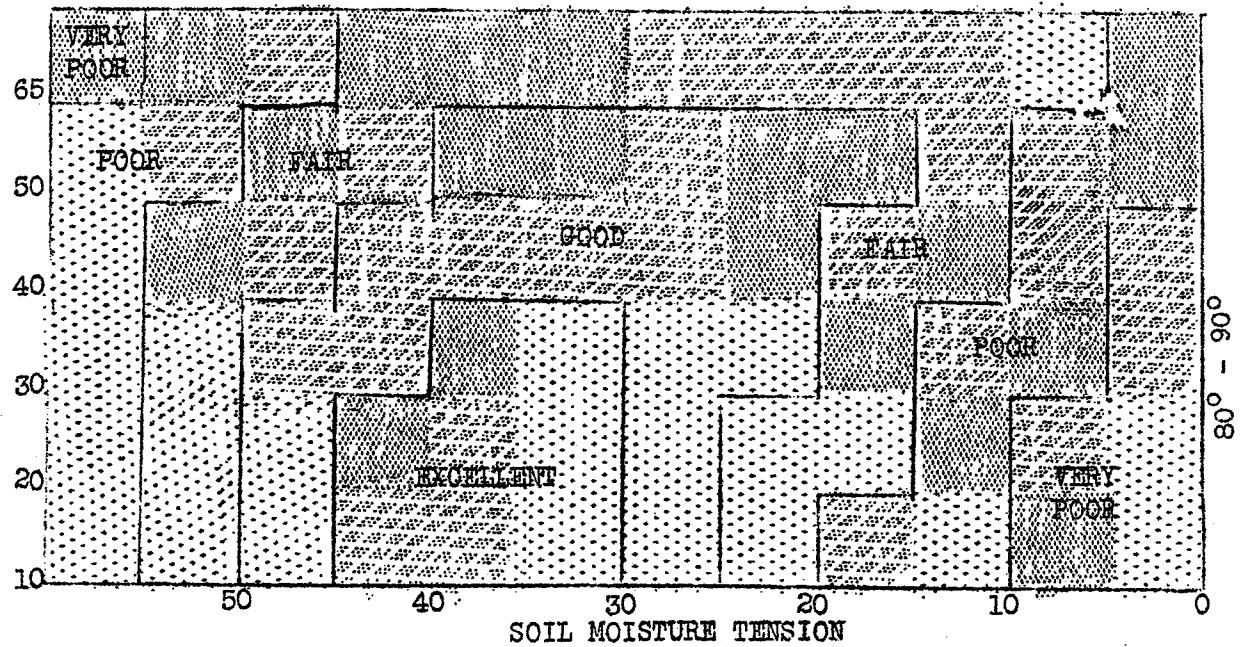 VERY
POOR
65
POOR
FAIR
50
GOOD
FAIR
40
POOR
80° - 90°
30
20
EXCELLENT
VERY
POOR
10
50
40
30
20
10
0
SOIL MOISTURE TENSION